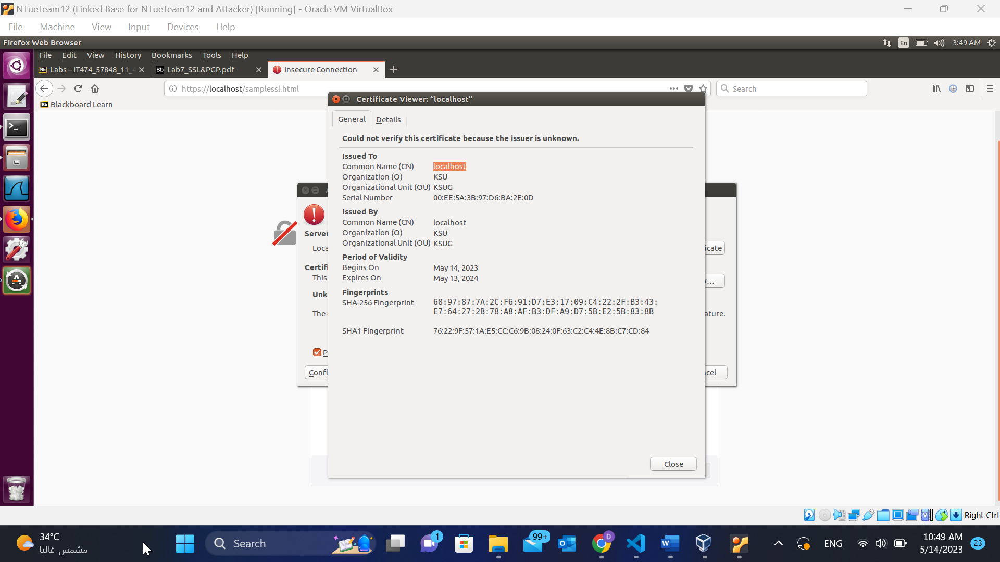 NTueTeam12 (Linked Base for NTueTeam12 and Attacker) [Running] - Oracle VM VirtualBox
File Machine View Input Devices Help
Firefox Web Browser
En 3:49 AM
File Edit View History Bookmarks Tools Help
Bb Labs – IT474_57848_11_4
Bb Lab7_SSL&PGP.pdf
Insecure Connection
https://localhost/samplessl.html
Search
Bb Blackboard Learn
Certificate Viewer: “localhost”
General Details
Could not verify this certificate because the issuer is unknown.
Issued To
Common Name (CN) localhost
Organization (O) KSU
Organizational Unit (OU) KSUG
Serial Number 00:EE:5A:3B:97:D6:BA:2E:0D
Issued By
Common Name (CN) localhost
Organization (O) KSU
Organizational Unit (OU) KSUG
Period of Validity
Begins On May 14, 2023
Expires On May 13, 2024
Fingerprints
SHA-256 Fingerprint 68:97:87:7A:2C:F6:91:D7:E3:17:09:C4:22:2F:B3:43:
E7:64:27:2B:78:A8:AF:B3:DF:A9:D7:5B:E2:5B:83:8B
SHA1 Fingerprint 76:22:9F:57:1A:E5:CC:C6:9B:08:24:0F:63:C2:C4:4E:8B:C7:CD:84
Close
Server
Loca
icate
Certifi
This
Unk
The
ature.
P
Confi
cel
Right Ctrl
34°C
مشمس غالبًا
Search
1
99+
D
ENG
10:49 AM
5/14/2023
23